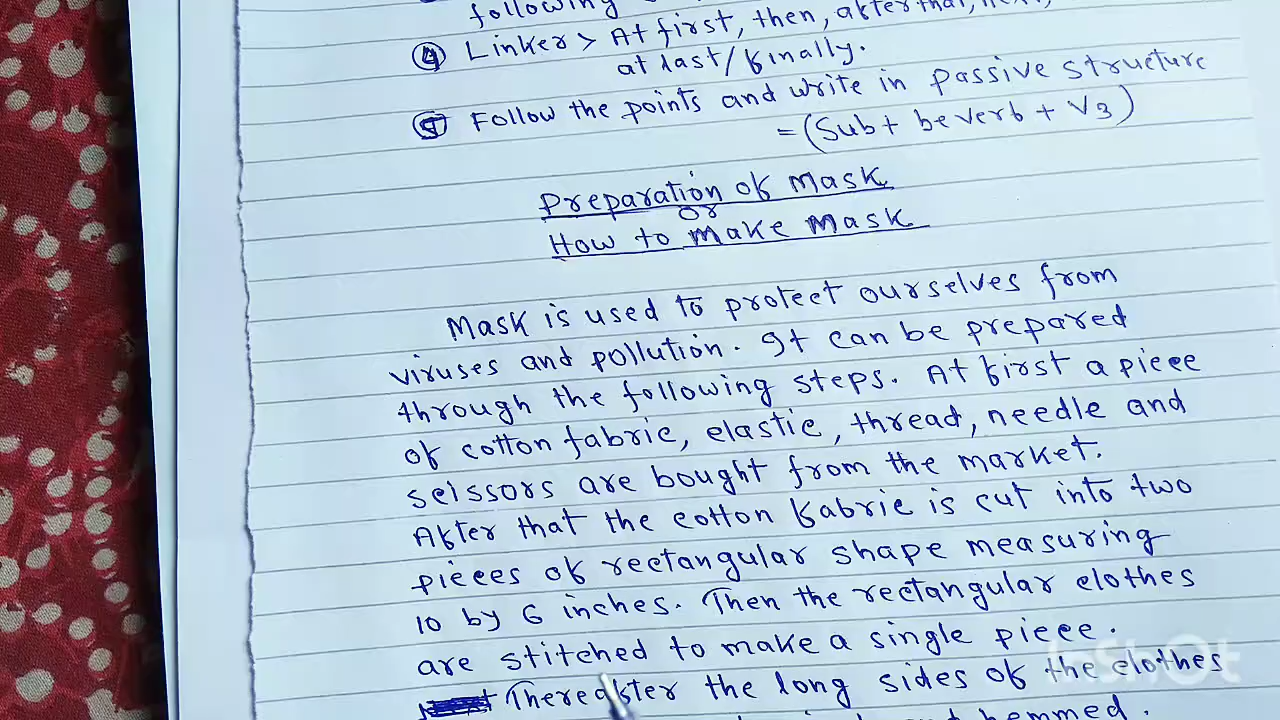 following
④ Linker > At first, then, after that, next,
at last/finally.
⑤ Follow the points and write in passive structure
= (Sub + be verb + V3)
Preparation of Mask
or
How to Make Mask
Mask is used to protect ourselves from
viruses and pollution. It can be prepared
through the following steps. At first a piece
of cotton fabric, elastic, thread, needle and
scissors are bought from the market.
After that the cotton fabric is cut into two
pieces of rectangular shape measuring
10 by 6 inches. Then the rectangular clothes
are stitched to make a single piece.
Thereafter the long sides of the clothes
hemmed.
InShot